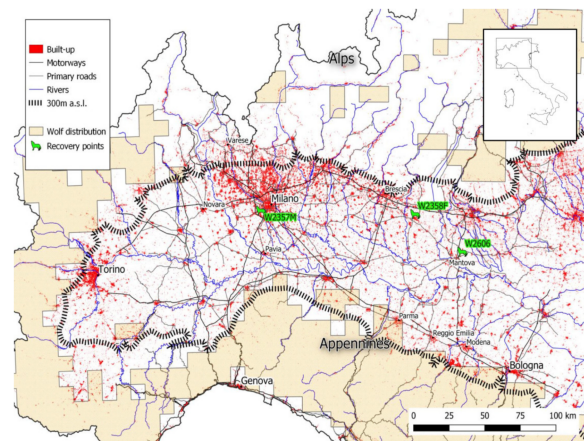 Alps
Built-up
Motorways
Primary roads
Rivers
300m a.s.l.
Wolf distribution
Recovery points
Varese
Brescia
Milano
Novara
W2357M
W2358F
W2606
Pavia
Mantova
Torino
Parma
Appennines
Reggio Emilia
Modena
Bologna
Genova
0 25 50 75 100 km